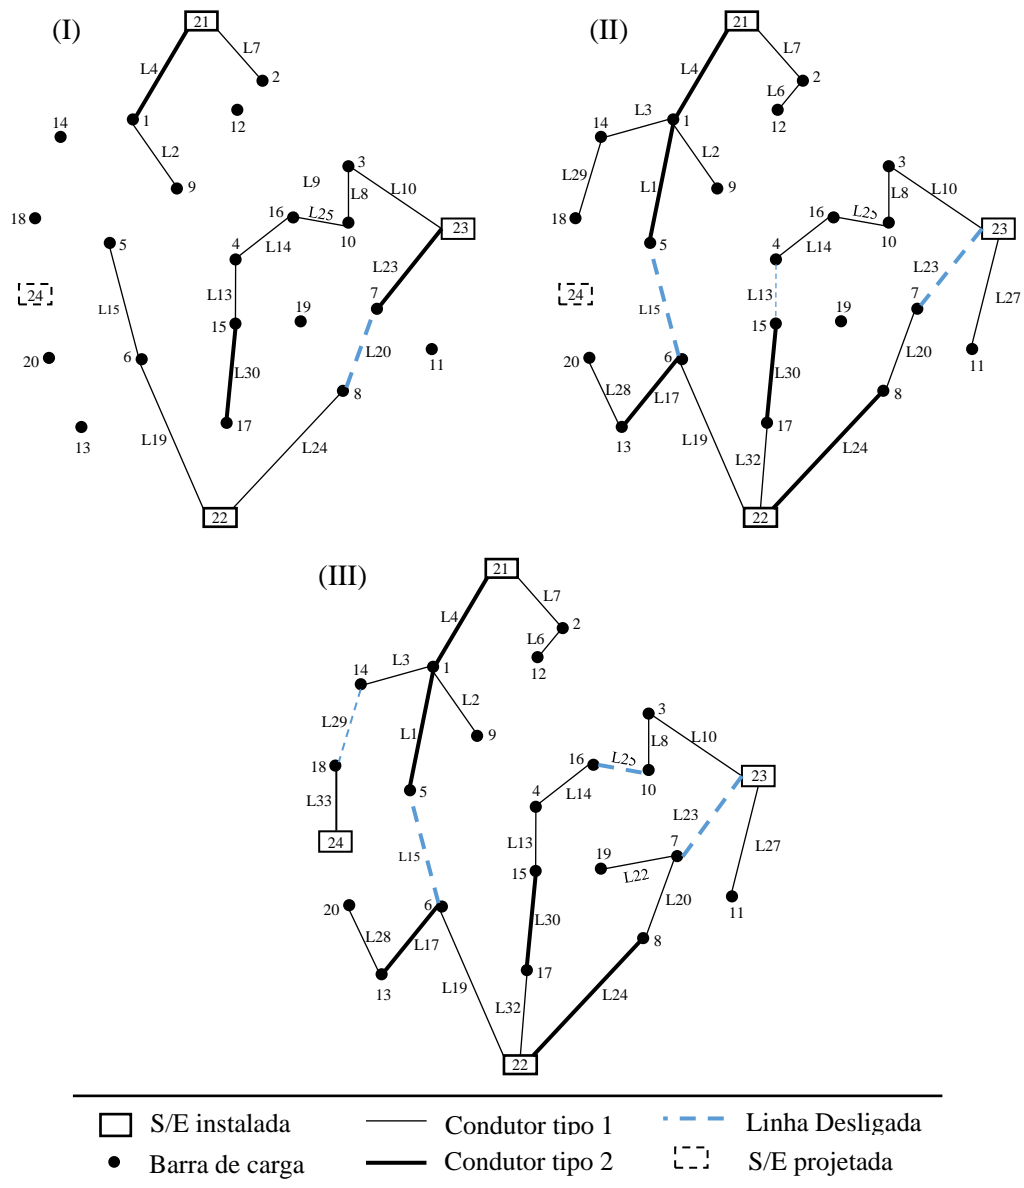 (I)
21
L7
L4
2
1
12
14
L2
9
3
L9
L8
L10
18
16
L25
10
23
5
4
L14
24
L13
L23
7
19
L15
15
20
6
L20
11
L30
8
13
17
L19
L24
22
(II)
21
L7
L4
2
L6
L3
14
1
12
L2
L29
9
3
L1
L8
L10
18
16
L25
10
23
5
4
L14
24
L13
L23
7
L27
19
L15
15
20
6
L20
11
L28
L17
L30
8
13
17
L19
L32
L24
22
(III)
21
L7
L4
2
L6
L3
14
1
12
L2
L29
9
3
L1
L8
L10
18
16
L25
10
23
L33
5
4
L14
24
L13
L23
7
L27
19
L22
L15
15
20
6
L20
11
L28
L17
L30
8
13
17
L19
L32
L24
22
S/E instalada
Condutor tipo 1
Linha Desligada
Barra de carga
Condutor tipo 2
S/E projetada